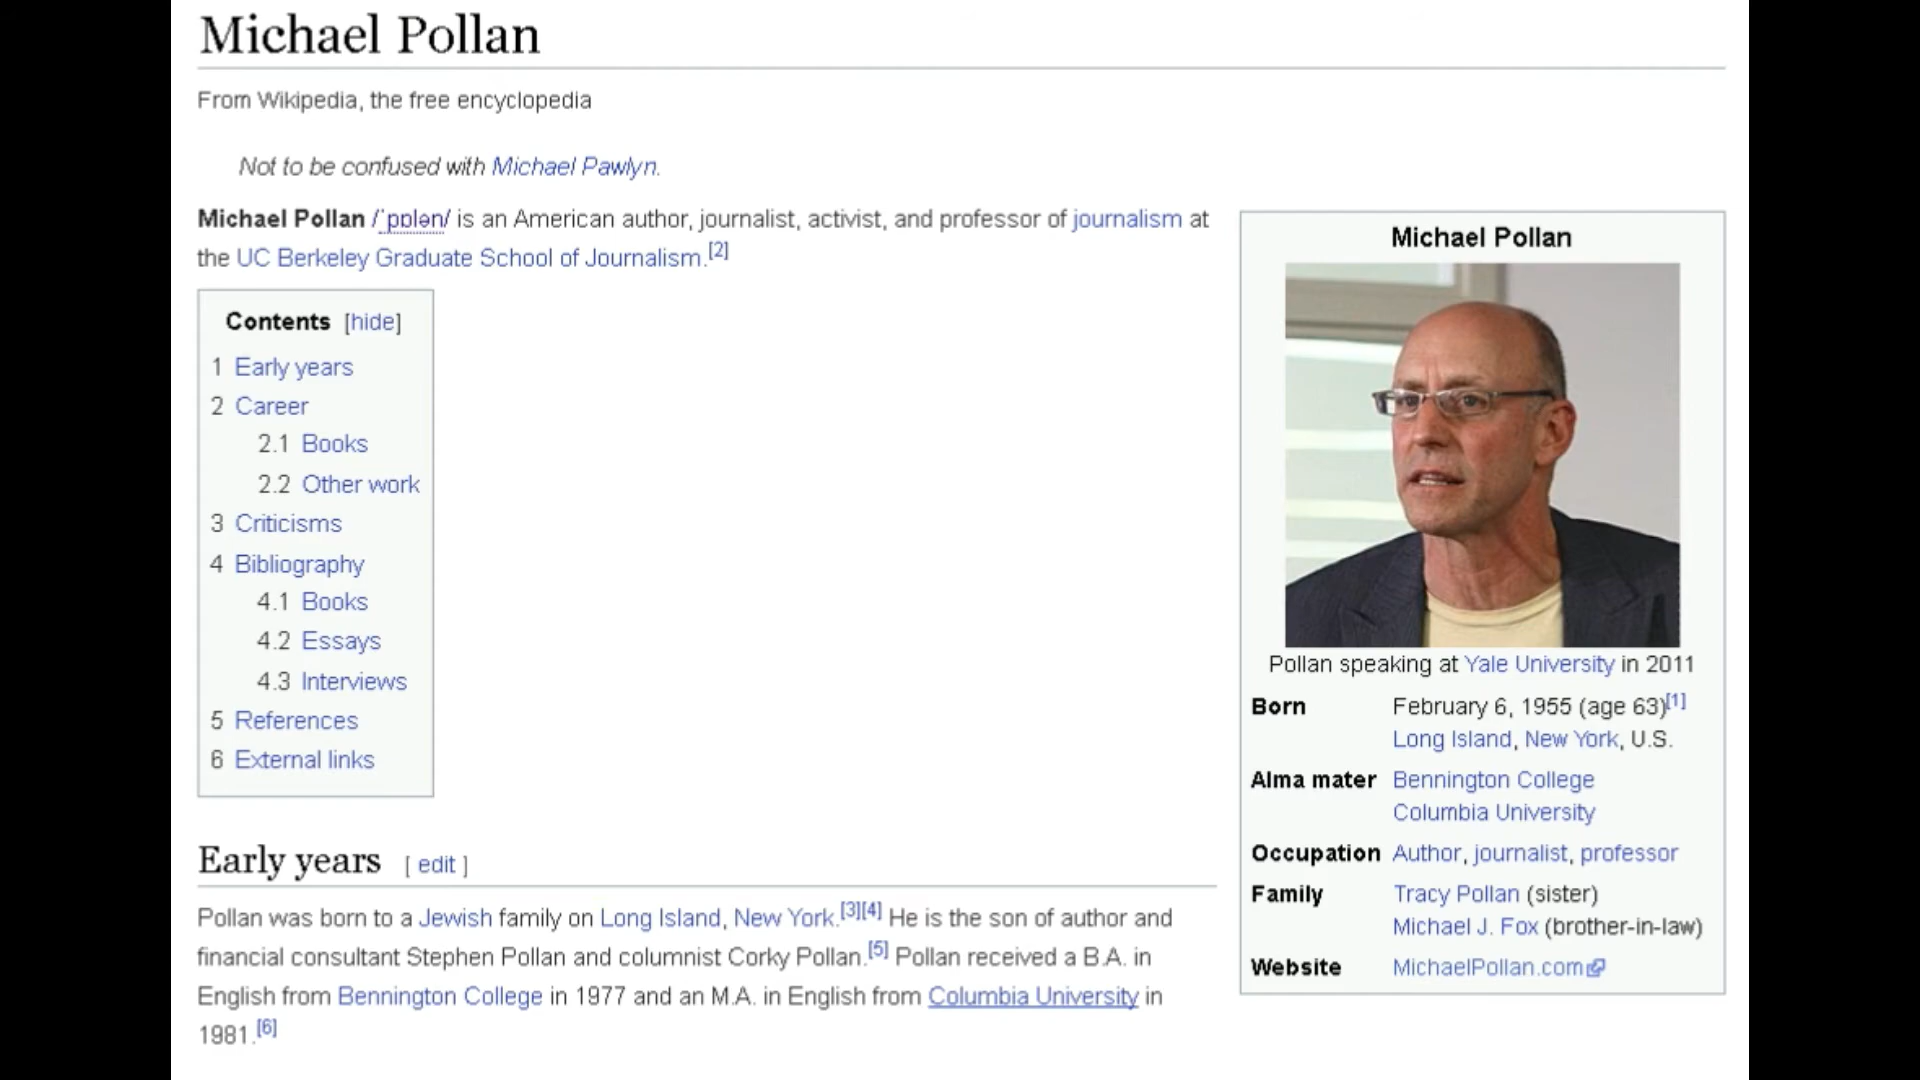 Michael Pollan
From Wikipedia, the free encyclopedia
Not to be confused with Michael Pawlyn.
Michael Pollan /ˈpɒlən/ is an American author, journalist, activist, and professor of journalism at
the UC Berkeley Graduate School of Journalism.[2]
Contents [hide]
1 Early years
2 Career
2.1 Books
2.2 Other work
3 Criticisms
4 Bibliography
4.1 Books
4.2 Essays
4.3 Interviews
5 References
6 External links
Early years [ edit ]
Pollan was born to a Jewish family on Long Island, New York.[3][4] He is the son of author and
financial consultant Stephen Pollan and columnist Corky Pollan.[5] Pollan received a B.A. in
English from Bennington College in 1977 and an M.A. in English from Columbia University in
1981.[6]
Michael Pollan
Pollan speaking at Yale University in 2011
Born February 6, 1955 (age 63)[1]
Long Island, New York, U.S.
Alma mater Bennington College
Columbia University
Occupation Author, journalist, professor
Family Tracy Pollan (sister)
Michael J. Fox (brother-in-law)
Website MichaelPollan.com